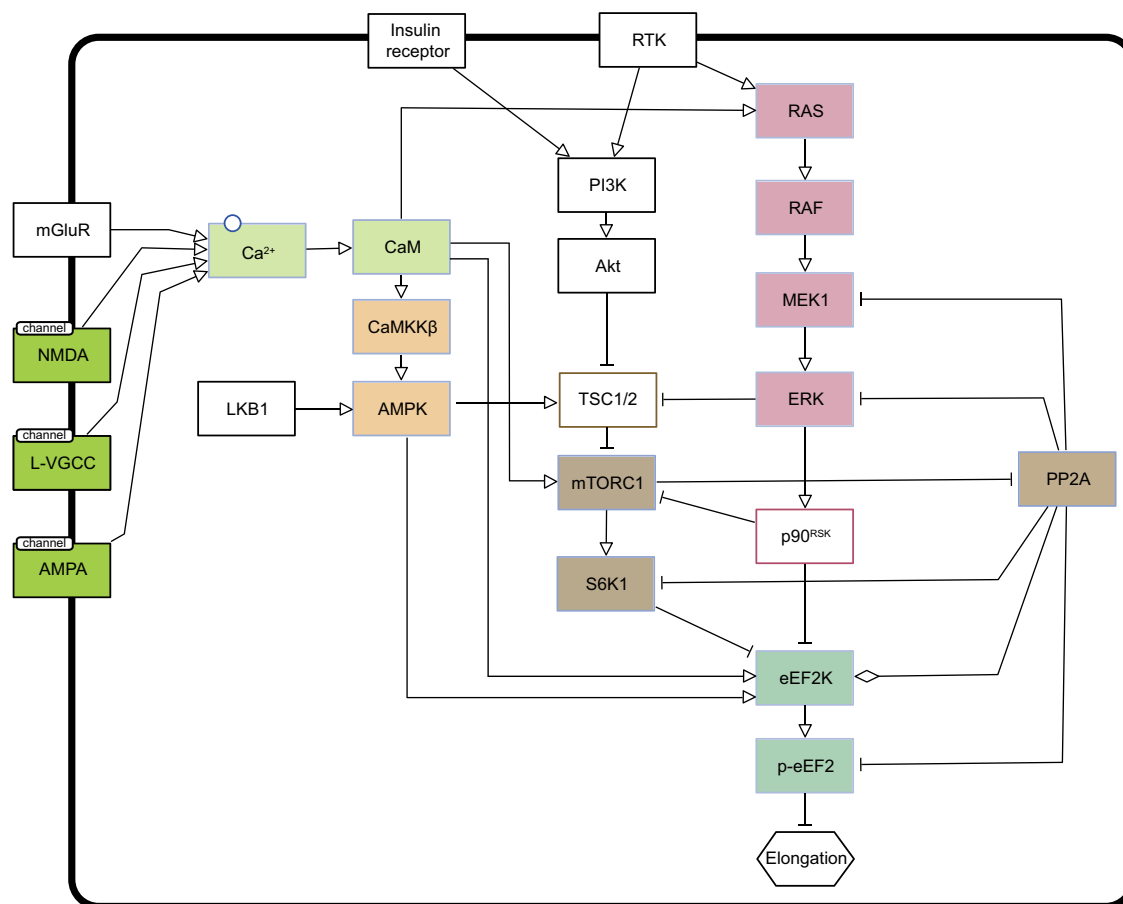 Insulin
receptor
RTK
RAS
mGluR
Ca²⁺
CaM
PI3K
RAF
Akt
MEK1
channel
NMDA
CaMKKβ
LKB1
AMPK
TSC1/2
ERK
channel
L-VGCC
mTORC1
PP2A
p90ᴿˢᴷ
channel
AMPA
S6K1
eEF2K
p-eEF2
Elongation